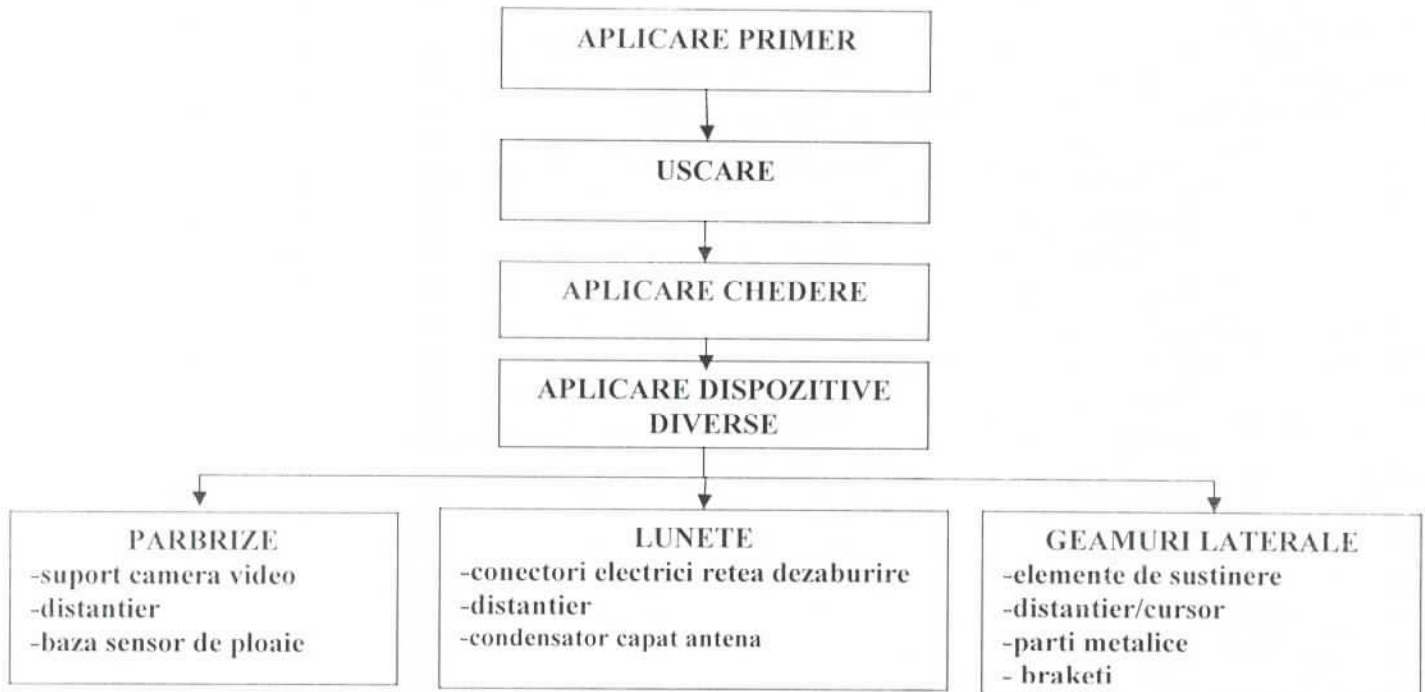 APLICARE PRIMER
USCARE
APLICARE CHEDERE
APLICARE DISPOZITIVE
DIVERSE
PARBRIZE
-suport camera video
-distantier
-baza sensor de ploaie
LUNETE
-conectori electrici retea dezaburire
-distantier
-condensator capat antena
GEAMURI LATERALE
-elemente de sustinere
-distantier/cursor
-parti metalice
- braketi